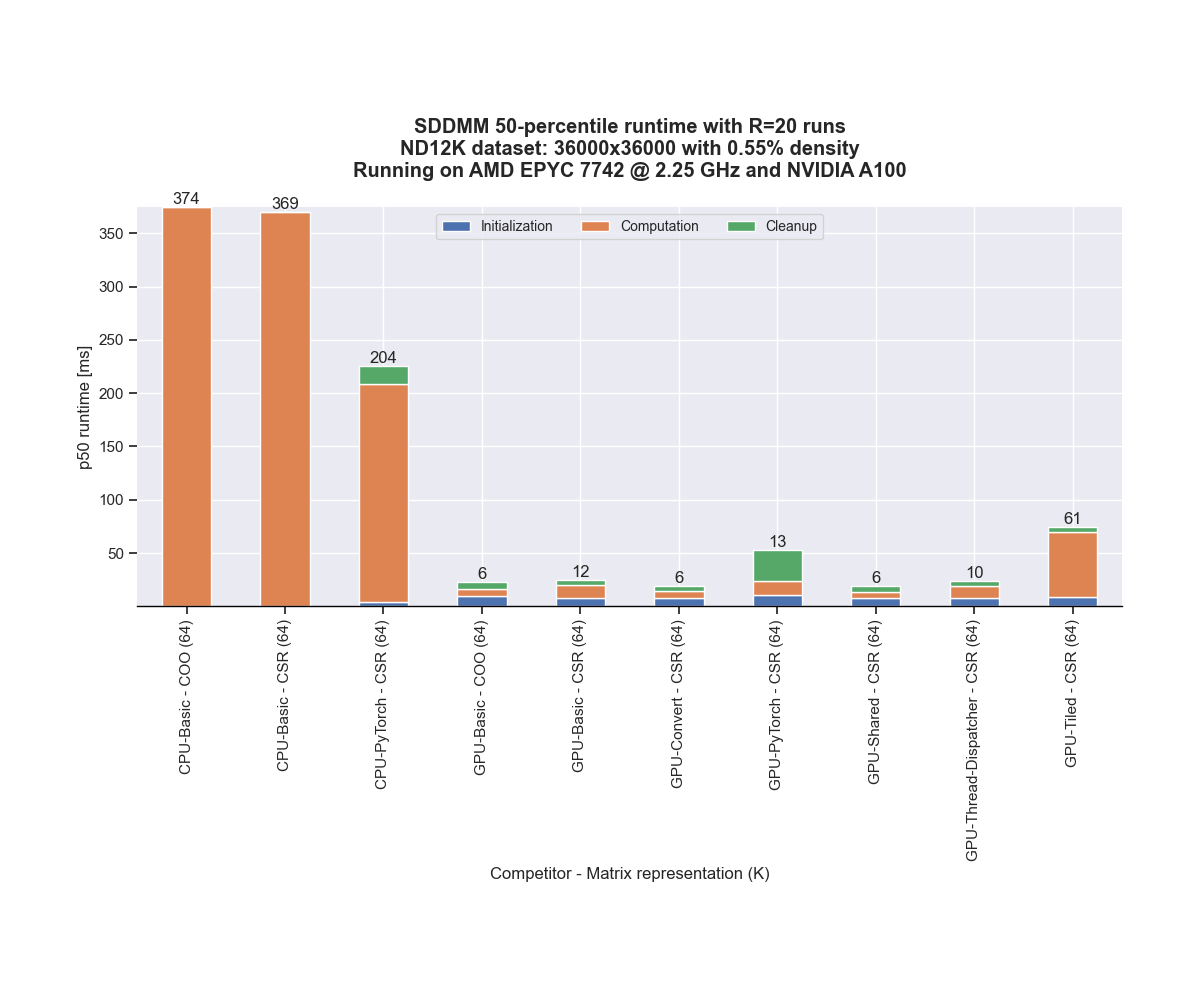 SDDMM 50-percentile runtime with R=20 runs
ND12K dataset: 36000x36000 with 0.55% density
Running on AMD EPYC 7742 @ 2.25 GHz and NVIDIA A100
Initialization
Computation
Cleanup
374
369
204
6
12
6
13
6
10
61
p50 runtime [ms]
350
300
250
200
150
100
50
CPU-Basic - COO (64)
CPU-Basic - CSR (64)
CPU-PyTorch - CSR (64)
GPU-Basic - COO (64)
GPU-Basic - CSR (64)
GPU-Convert - CSR (64)
GPU-PyTorch - CSR (64)
GPU-Shared - CSR (64)
GPU-Thread-Dispatcher - CSR (64)
GPU-Tiled - CSR (64)
Competitor - Matrix representation (K)